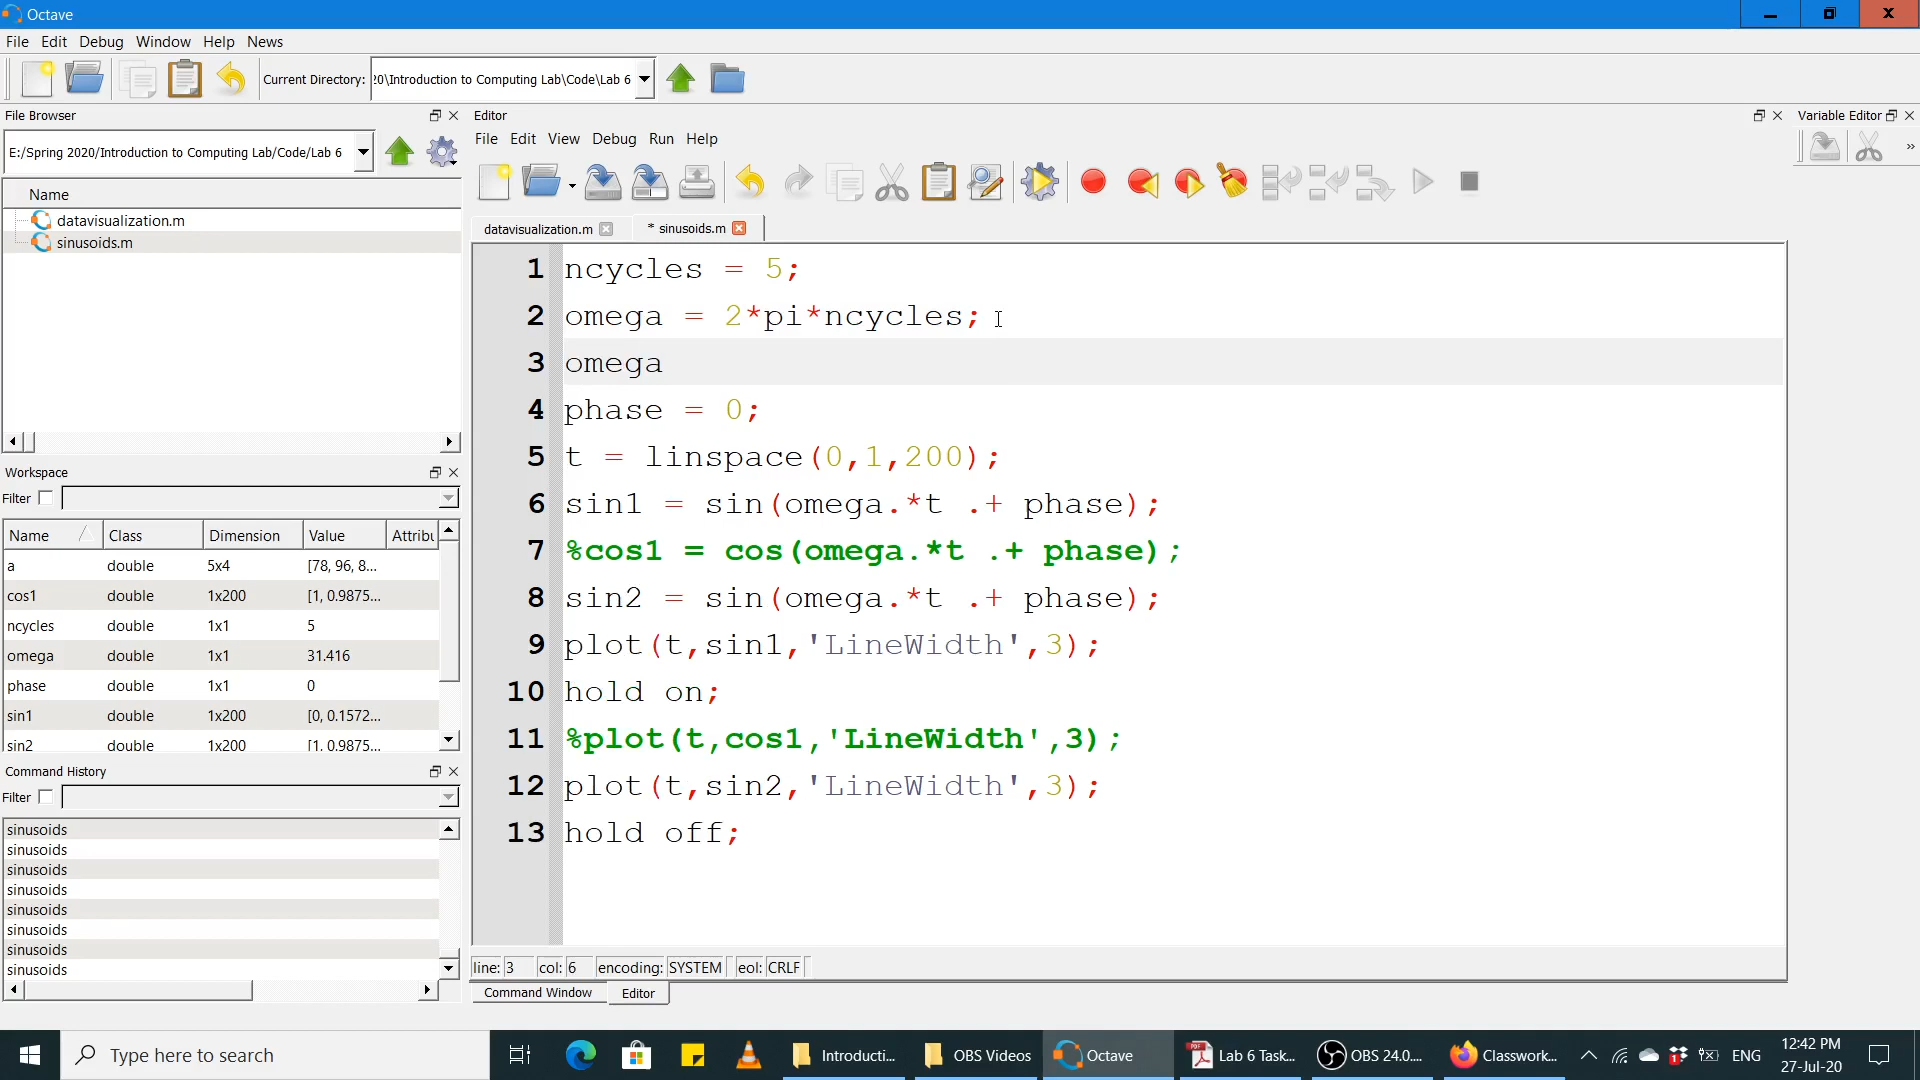 Octave
File Edit Debug Window Help News
Current Directory: ?0\Introduction to Computing Lab\Code\Lab 6
File Browser
E:/Spring 2020/Introduction to Computing Lab/Code/Lab 6
Name
datavisualization.m
sinusoids.m
Workspace
Filter
Name Class Dimension Value Attribu
a double 5x4 [78, 96, 8...
cos1 double 1x200 [1, 0.9875...
ncycles double 1x1 5
omega double 1x1 31.416
phase double 1x1 0
sin1 double 1x200 [0, 0.1572...
sin2 double 1x200 [1, 0.9875...
Command History
Filter
sinusoids
sinusoids
sinusoids
sinusoids
sinusoids
sinusoids
sinusoids
sinusoids
Editor
File Edit View Debug Run Help
datavisualization.m * sinusoids.m
1 ncycles = 5;
2 omega = 2*pi*ncycles;
3 omega
4 phase = 0;
5 t = linspace(0,1,200);
6 sin1 = sin(omega.*t .+ phase);
7 %cos1 = cos(omega.*t .+ phase);
8 sin2 = sin(omega.*t .+ phase);
9 plot(t,sin1,'LineWidth',3);
10 hold on;
11 %plot(t,cos1,'LineWidth',3);
12 plot(t,sin2,'LineWidth',3);
13 hold off;
line: 3 col: 6 encoding: SYSTEM eol: CRLF
Command Window Editor
Variable Editor
»
Type here to search
Introducti... OBS Videos Octave Lab 6 Task... OBS 24.0.... Classwork... ENG 12:42 PM
27-Jul-20